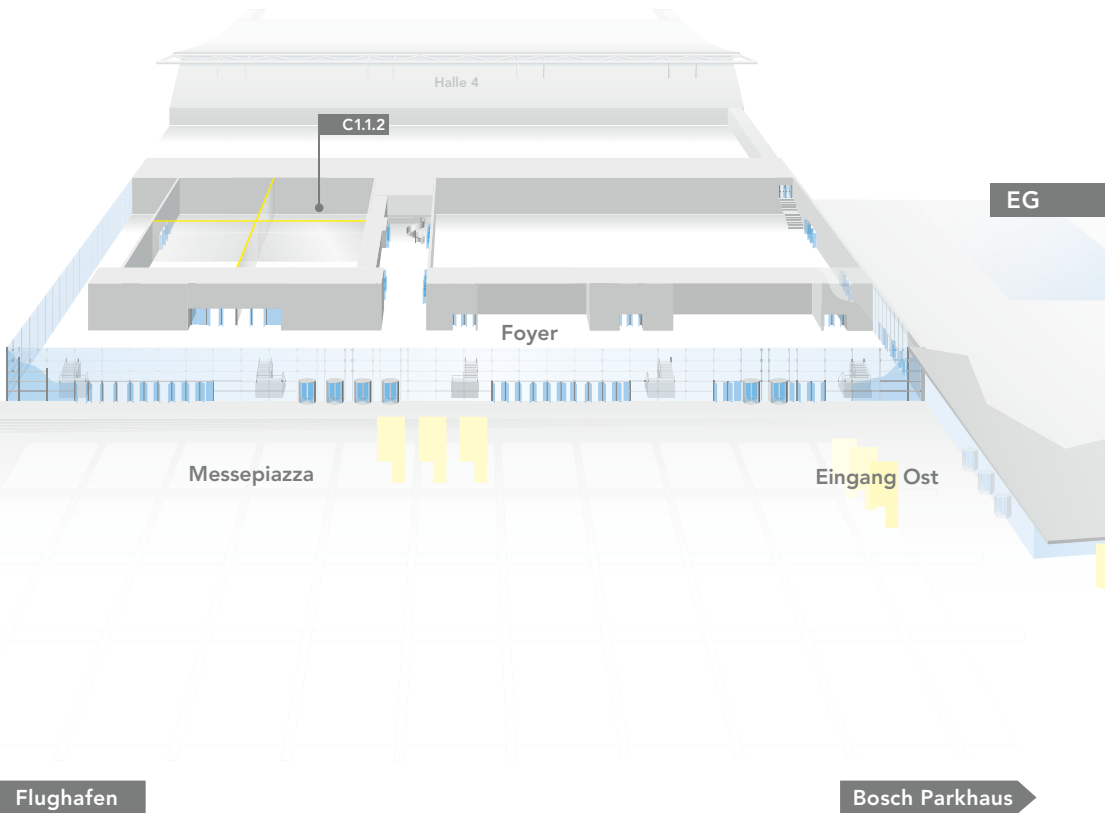 Halle 4
C1.1.2
EG
Foyer
Messepiazza
Eingang Ost
Flughafen
Bosch Parkhaus